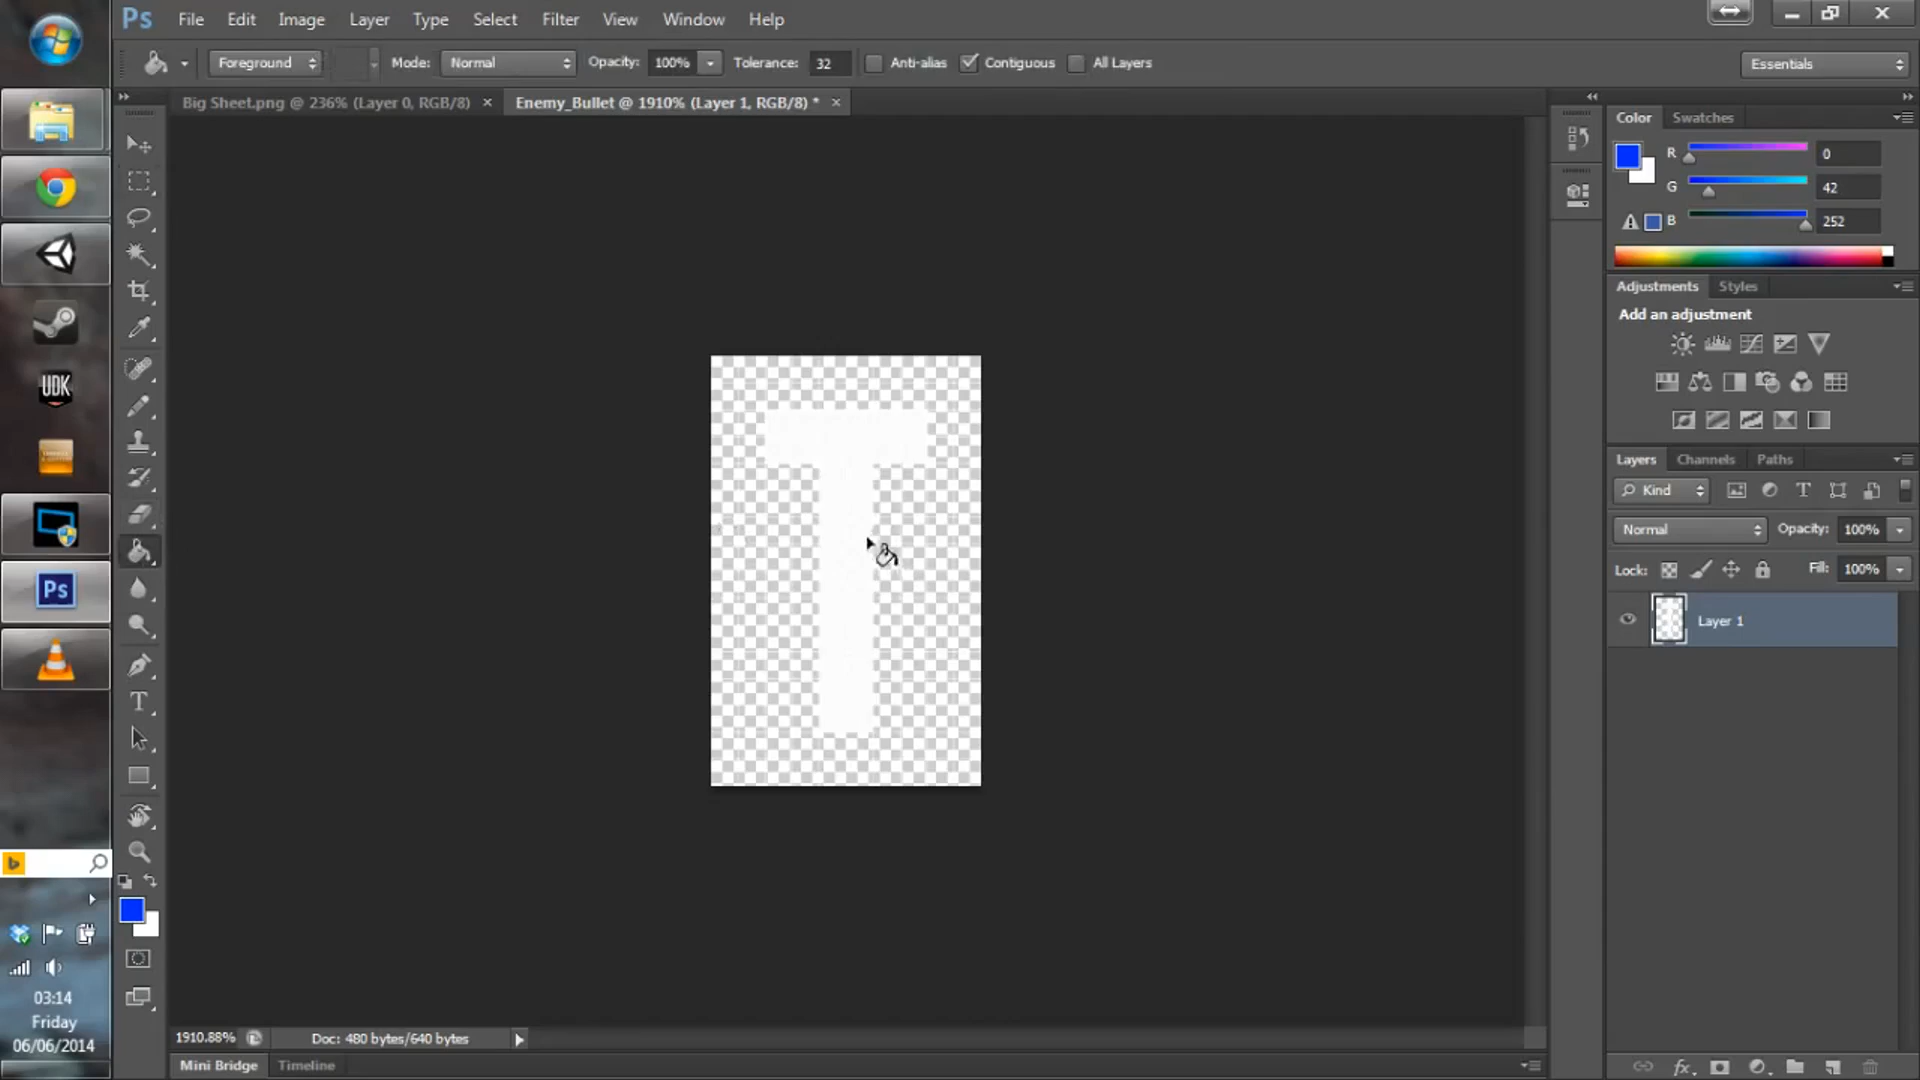 Ps File Edit Image Layer Type Select Filter View Window Help
Foreground Mode: Normal Opacity: 100% Tolerance: 32 Anti-alias Contiguous All Layers Essentials
Big Sheet.png @ 236% (Layer 0, RGB/8) × Enemy_Bullet @ 1910% (Layer 1, RGB/8) * ×
Color Swatches
R 0
G 42
B 252
Adjustments Styles
Add an adjustment
Layers Channels Paths
Kind
Normal Opacity: 100%
Lock: Fill: 100%
Layer 1
fx
UDK
Ps
T
b
03:14
Friday
06/06/2014
1910.88% Doc: 480 bytes/640 bytes
Mini Bridge Timeline